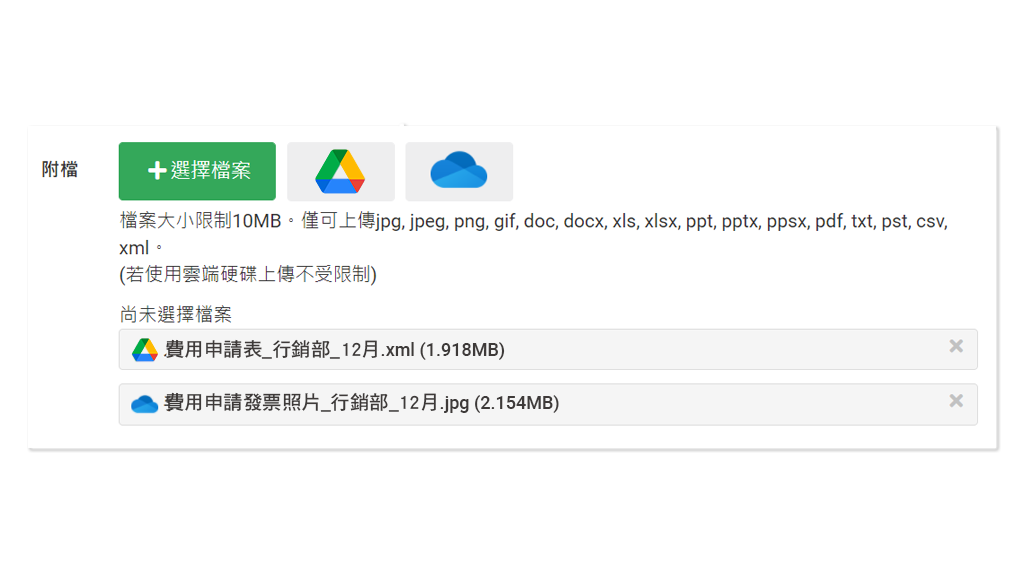 附檔
選擇檔案
檔案大小限制10MB。僅可上傳jpg, jpeg, png, gif, doc, docx, xls, xlsx, ppt, pptx, ppsx, pdf, txt, pst, csv,
xml。
(若使用雲端硬碟上傳不受限制)
尚未選擇檔案
費用申請表_行銷部_12月.xml (1.918MB)
費用申請發票照片_行銷部_12月.jpg (2.154MB)